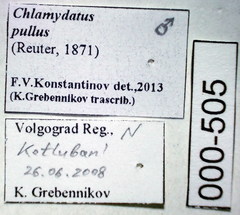 Chlamydatus ♂
pullus
(Reuter, 1871)
F.V.Konstantinov det.,2013
(K.Grebennikov trascrib.)
Volgograd Reg., N
Kotluban'
26.06.2008
K. Grebennikov
000-505